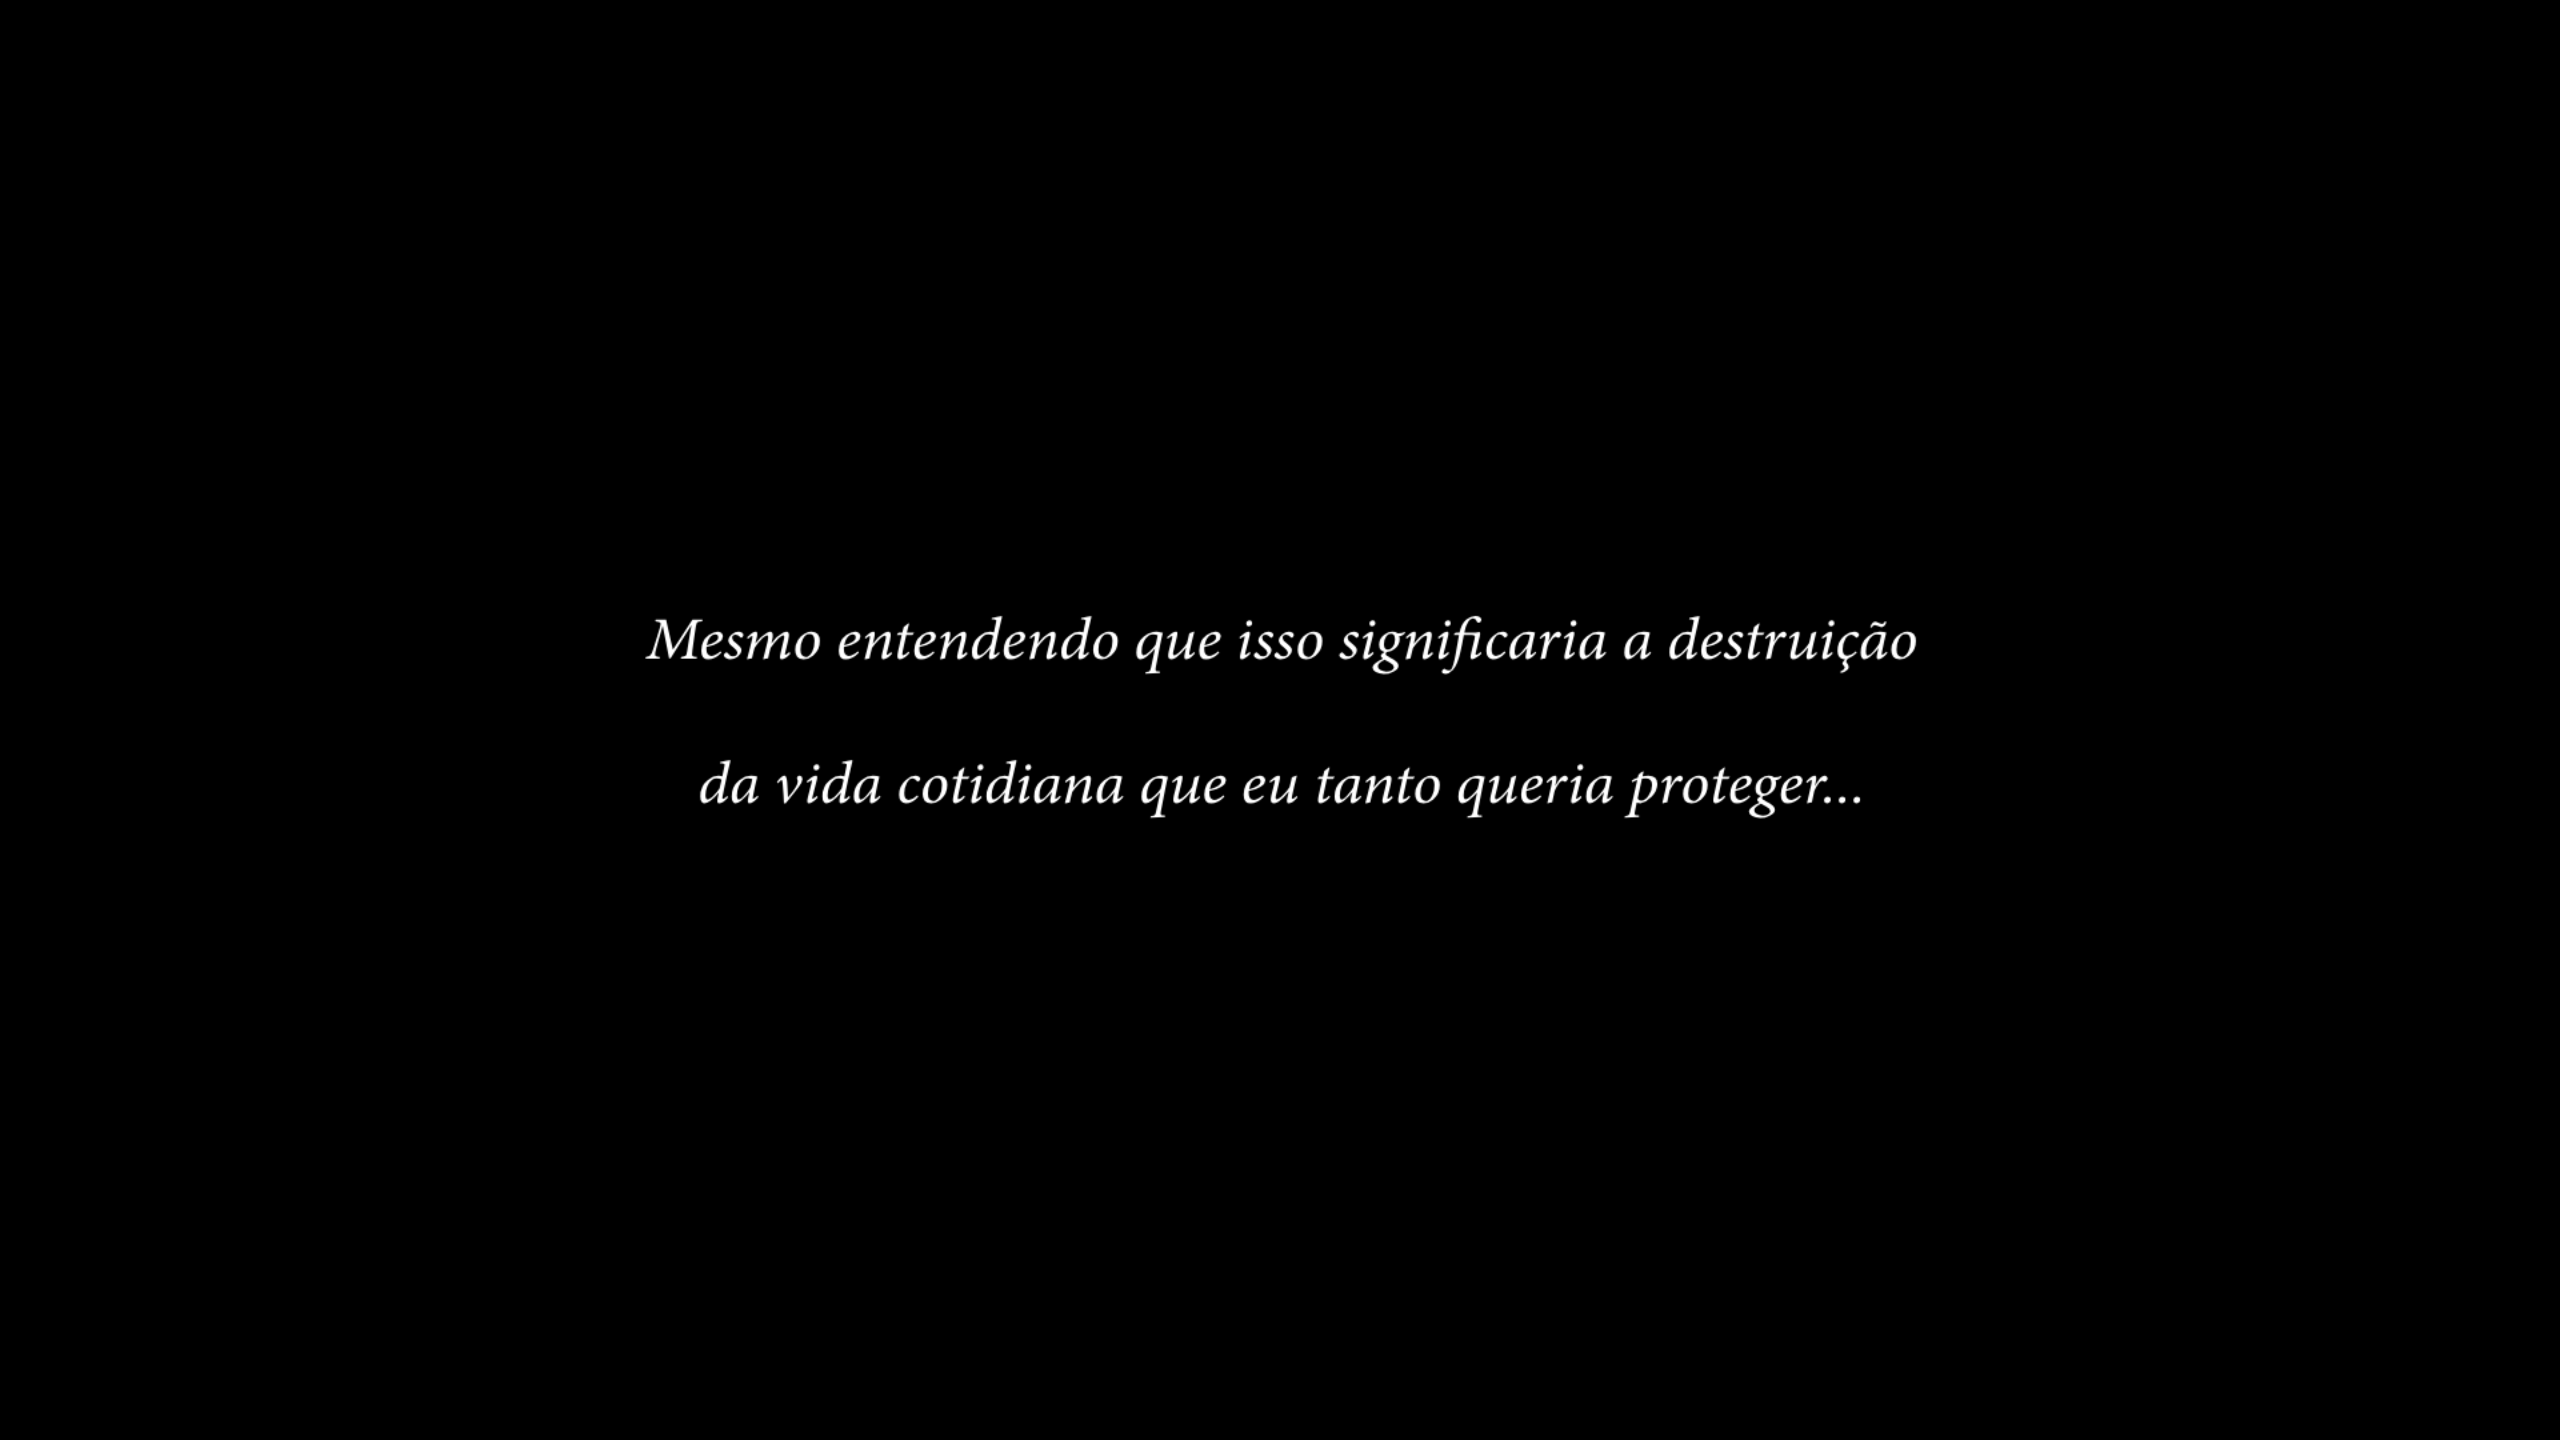 Mesmo entendendo que isso significaria a destruição
da vida cotidiana que eu tanto queria proteger...